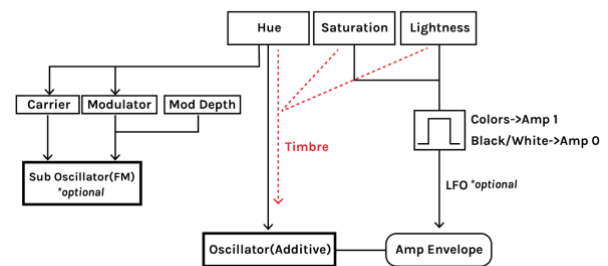 Hue
Saturation
Lightness
Carrier
Modulator
Mod Depth
Colors->Amp 1
Black/White->Amp 0
Timbre
Sub Oscillator(FM)
*optional
LFO *optional
Oscillator(Additive)
Amp Envelope